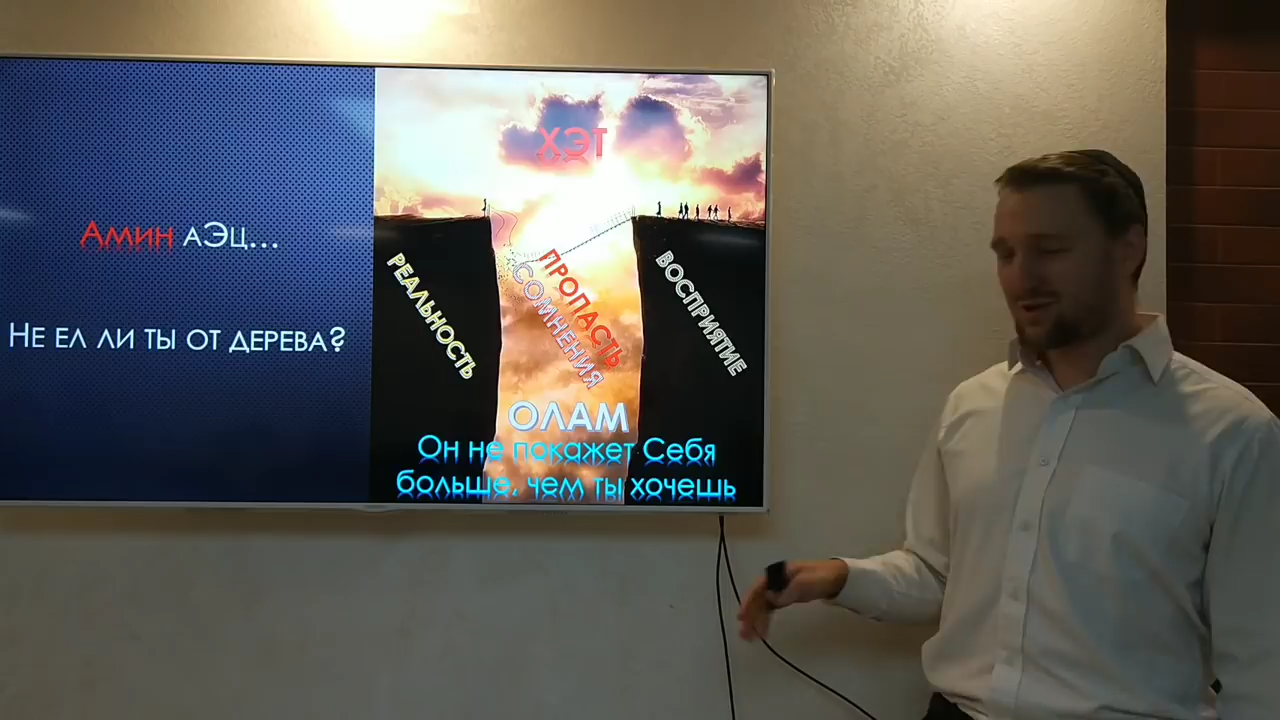 Амин аЭц...
Не ел ли ты от дерева?
ХЭТ
РЕАЛЬНОСТЬ
ПРОПАСТЬ
СОМНЕНИЯ
ВОСПРИЯТИЕ
ОЛАМ
Он не покажет Себя
больше, чем ты хочешь